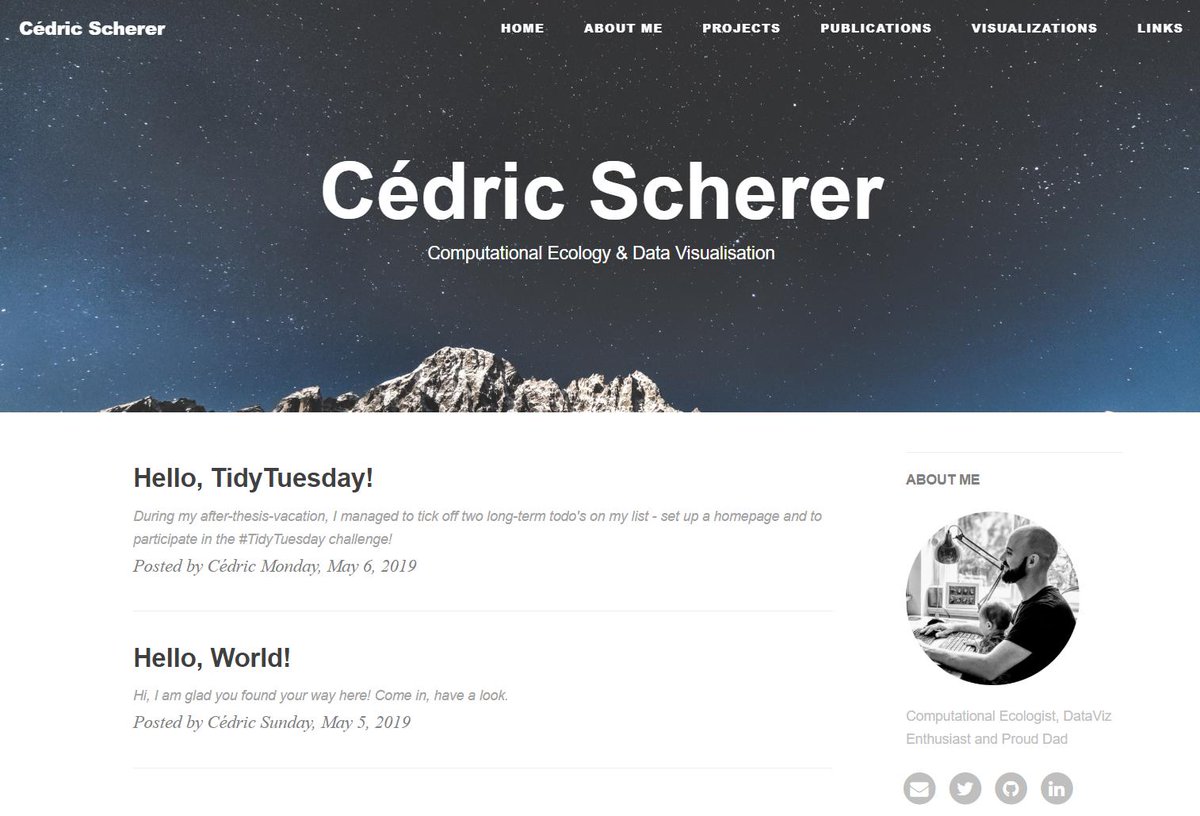 Cédric Scherer
HOME ABOUT ME PROJECTS PUBLICATIONS VISUALIZATIONS LINKS
Cédric Scherer
Computational Ecology & Data Visualisation
Hello, TidyTuesday!
During my after-thesis-vacation, I managed to tick off two long-term todo's on my list - set up a homepage and to
participate in the #TidyTuesday challenge!
Posted by Cédric Monday, May 6, 2019
Hello, World!
Hi, I am glad you found your way here! Come in, have a look.
Posted by Cédric Sunday, May 5, 2019
ABOUT ME
Computational Ecologist, DataViz
Enthusiast and Proud Dad
in